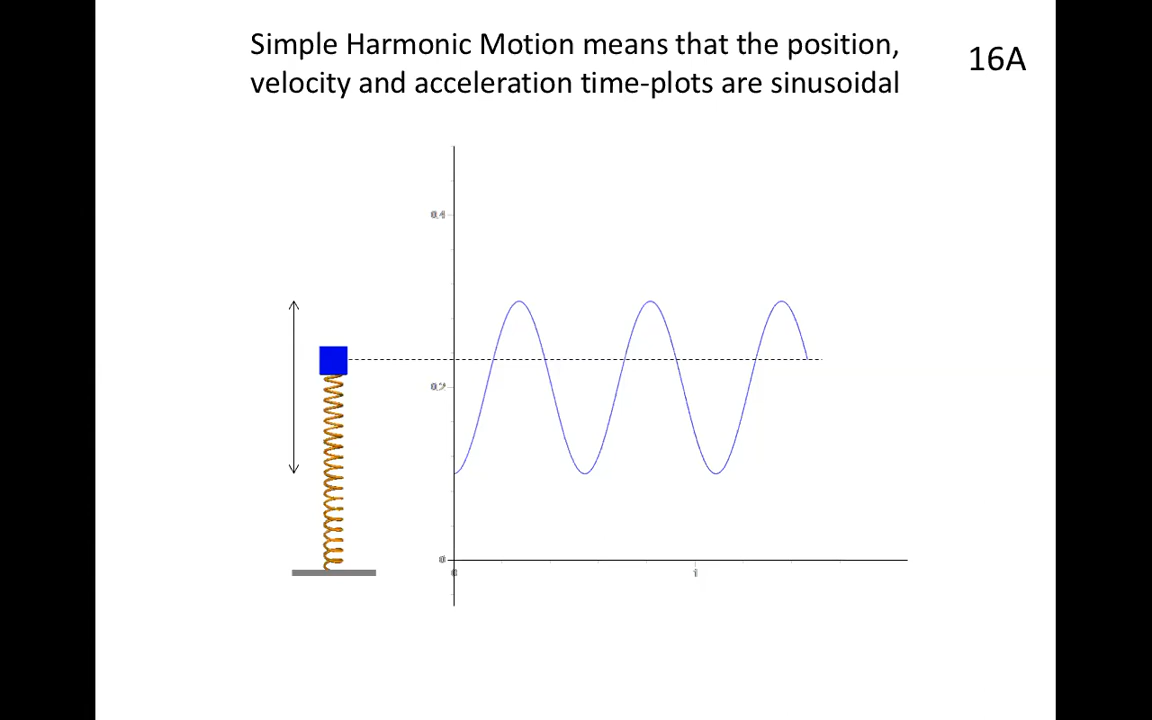 Simple Harmonic Motion means that the position,
velocity and acceleration time-plots are sinusoidal
16A
0.4
0.2
0
0
1